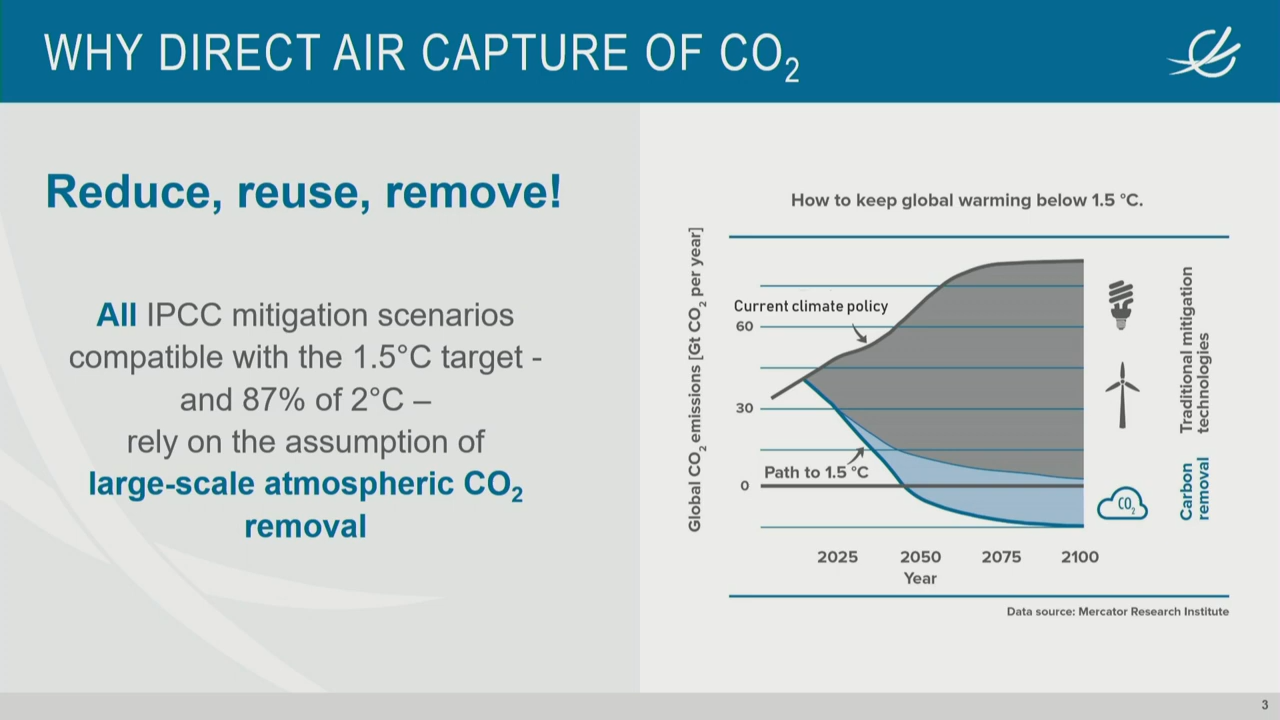 WHY DIRECT AIR CAPTURE OF CO₂
Reduce, reuse, remove!
All IPCC mitigation scenarios
compatible with the 1.5°C target -
and 87% of 2°C –
rely on the assumption of
large-scale atmospheric CO₂
removal
How to keep global warming below 1.5 °C.
Global CO₂ emissions [Gt CO₂ per year]
Current climate policy
60
30
Path to 1.5 °C
0
2025 2050 2075 2100
Year
Traditional mitigation
technologies
Carbon
removal
CO₂
Data source: Mercator Research Institute
3